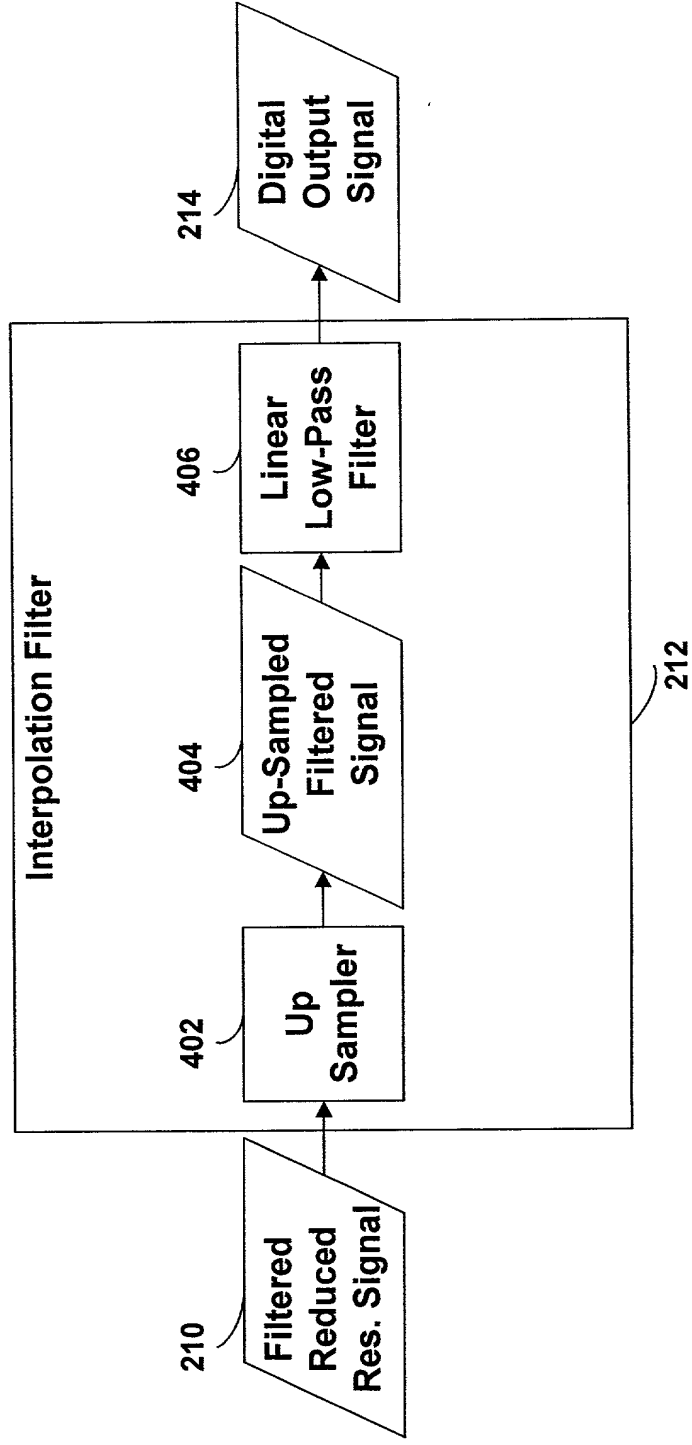 Interpolation Filter
210
Filtered
Reduced
Res. Signal
402
Up
Sampler
404
Up-Sampled
Filtered
Signal
406
Linear
Low-Pass
Filter
214
Digital
Output
Signal
212